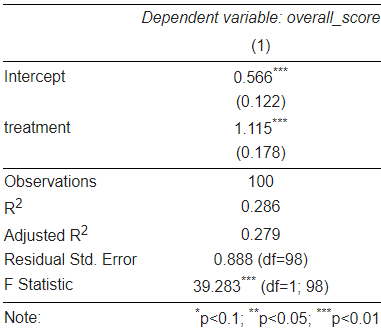 Dependent variable: overall_score
(1)
Intercept 0.566***
(0.122)
treatment 1.115***
(0.178)
Observations 100
R2 0.286
Adjusted R2 0.279
Residual Std. Error 0.888 (df=98)
F Statistic 39.283*** (df=1; 98)
Note: *p<0.1; **p<0.05; ***p<0.01